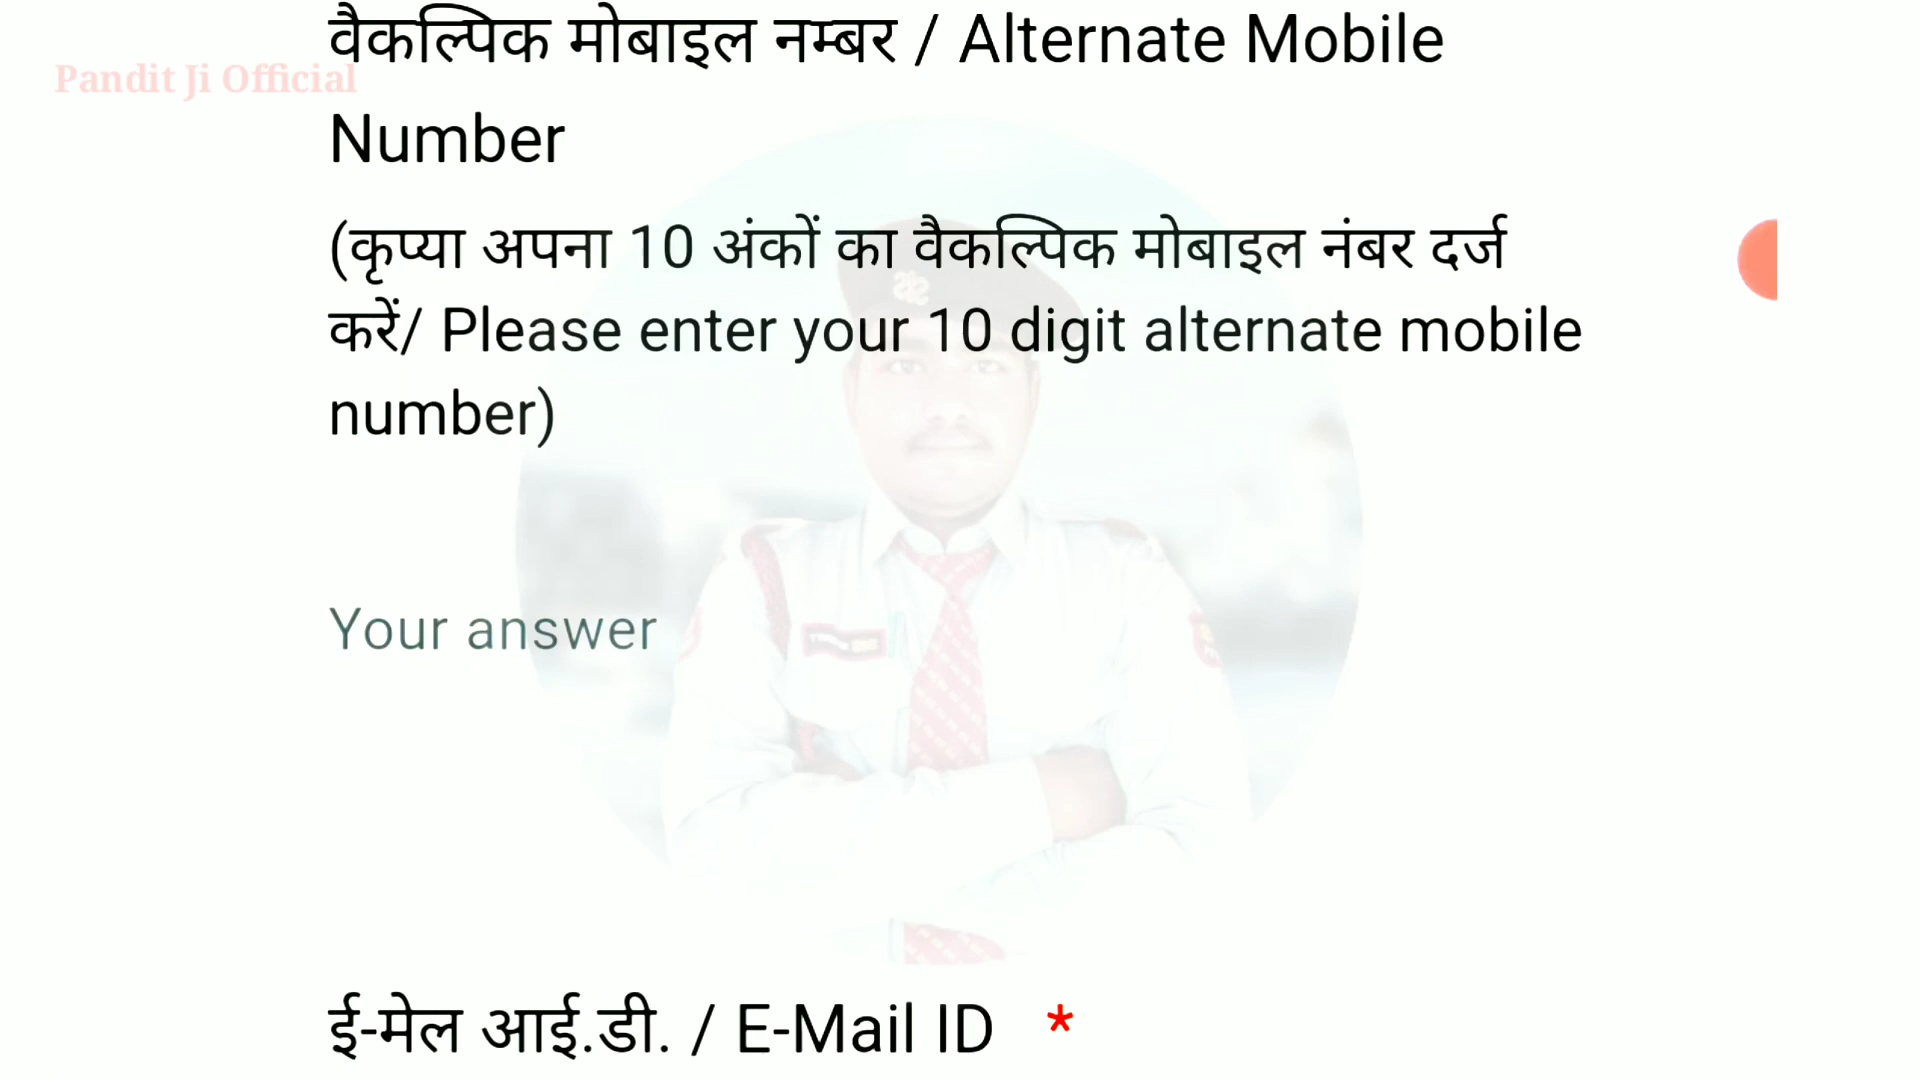 वैकल्पिक मोबाइल नम्बर / Alternate Mobile
Pandit Ji Official
Number
(कृप्या अपना 10 अंकों का वैकल्पिक मोबाइल नंबर दर्ज
करें/ Please enter your 10 digit alternate mobile
number)
Your answer
ई-मेल आई.डी. / E-Mail ID *